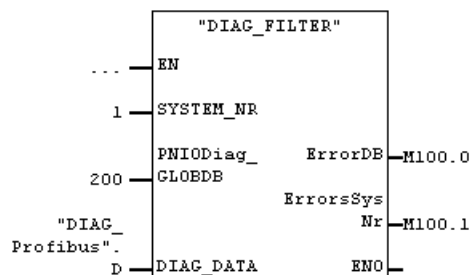 "DIAG_FILTER"
... EN
1 SYSTEM_NR
PNIODiag_ ErrorDB M100.0
200 GLOBDB
ErrorsSys
"DIAG_ Nr M100.1
Profibus".
D DIAG_DATA ENO